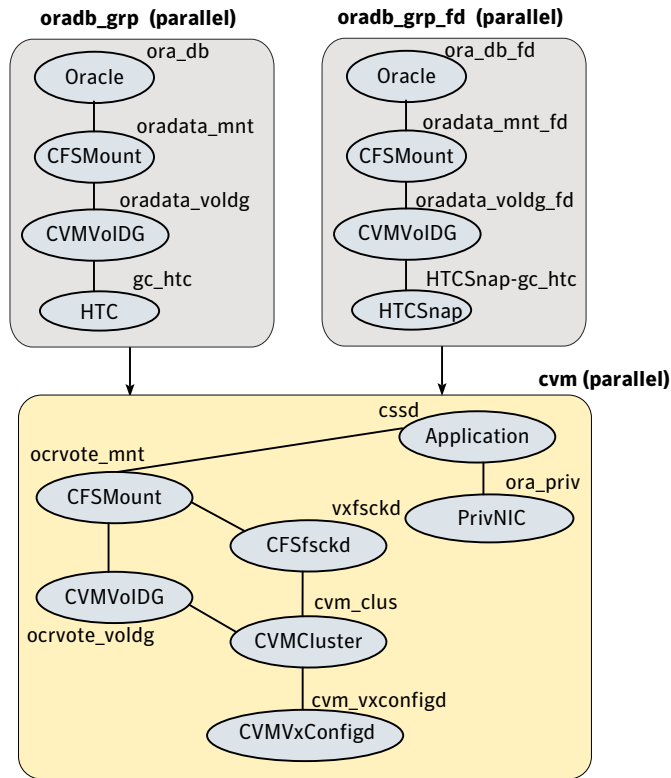 oradb_grp (parallel)
oradb_grp_fd (parallel)
ora_db
Oracle
oradata_mnt
CFSMount
oradata_voldg
CVMVolDG
gc_htc
HTC
ora_db_fd
Oracle
oradata_mnt_fd
CFSMount
oradata_voldg_fd
CVMVolDG
HTCSnap-gc_htc
HTCSnap
cvm (parallel)
cssd
Application
ocrvote_mnt
CFSMount
ora_priv
PrivNIC
vxfsckd
CFSfsckd
CVMVolDG
ocrvote_voldg
cvm_clus
CVMCluster
cvm_vxconfigd
CVMVxConfigd